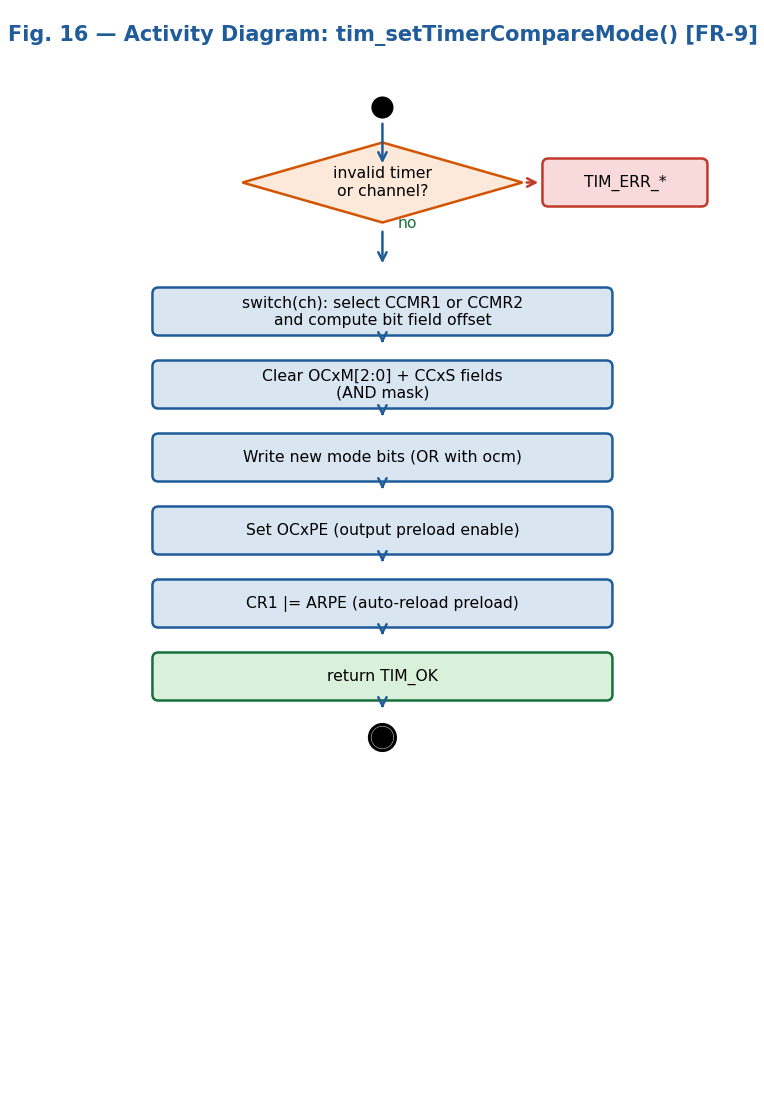 Fig. 16 — Activity Diagram: tim_setTimerCompareMode() [FR-9]
invalid timer
or channel?
TIM_ERR_*
no
switch(ch): select CCMR1 or CCMR2
and compute bit field offset
Clear OCxM[2:0] + CCxS fields
(AND mask)
Write new mode bits (OR with ocm)
Set OCxPE (output preload enable)
CR1 |= ARPE (auto-reload preload)
return TIM_OK